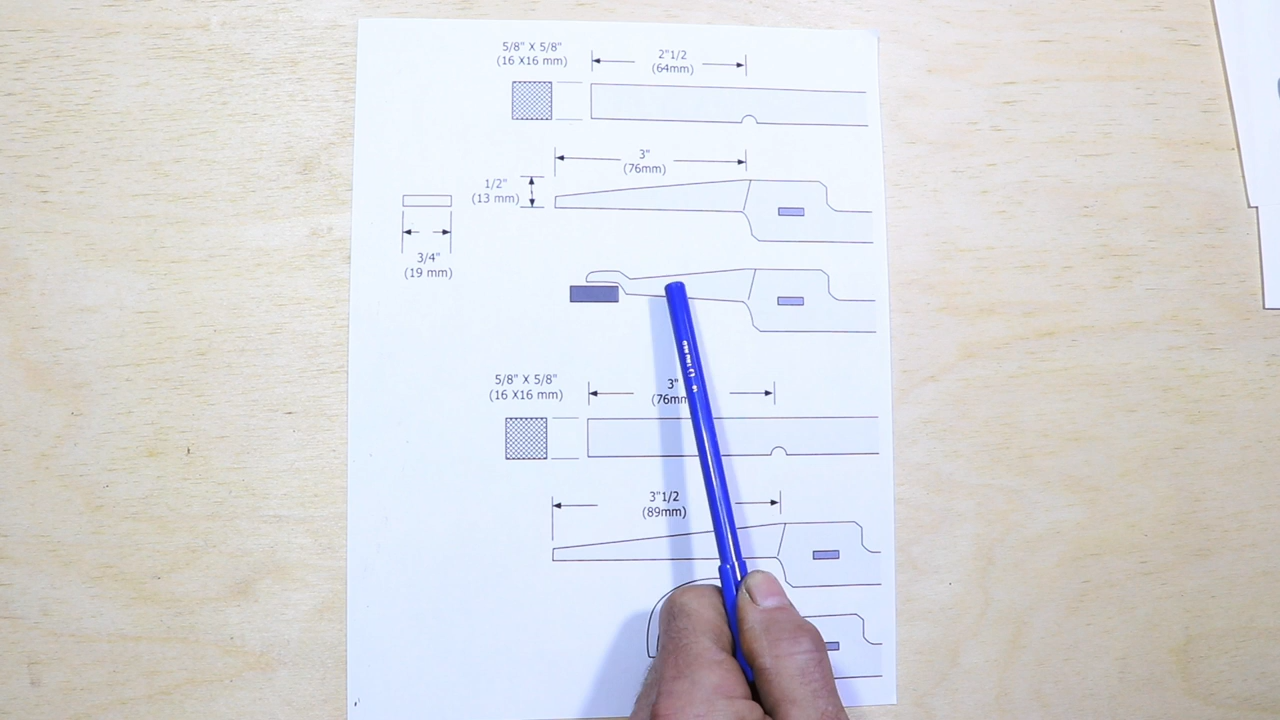 5/8" X 5/8"
(16 X16 mm)
2"1/2
(64mm)
3"
(76mm)
1/2"
(13 mm)
3/4"
(19 mm)
5/8" X 5/8"
(16 X16 mm)
3"
(76mm
3"1/2
(89mm)